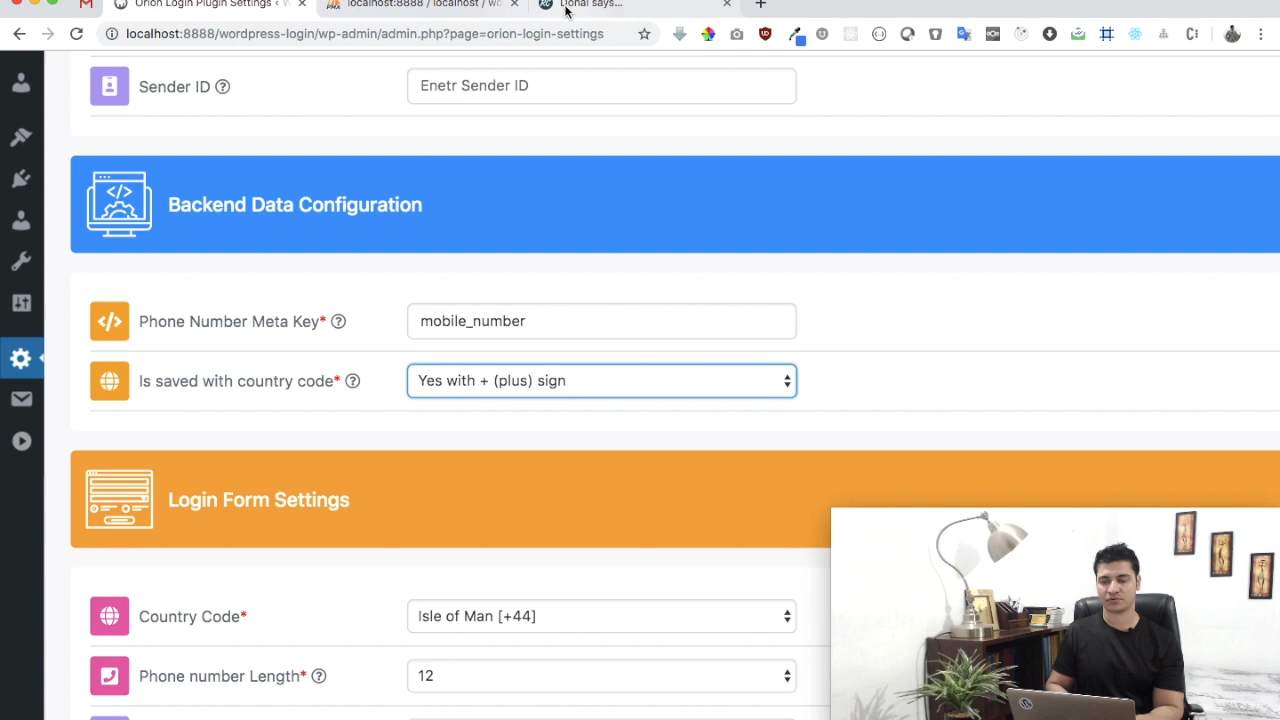 Orion Login Plugin Settings ‹ W
localhost:8888 / localhost / wo
Donal says...
localhost:8888/wordpress-login/wp-admin/admin.php?page=orion-login-settings
Sender ID
Enetr Sender ID
Backend Data Configuration
Phone Number Meta Key*
mobile_number
Is saved with country code*
Yes with + (plus) sign
Login Form Settings
Country Code*
Isle of Man [+44]
Phone number Length*
12